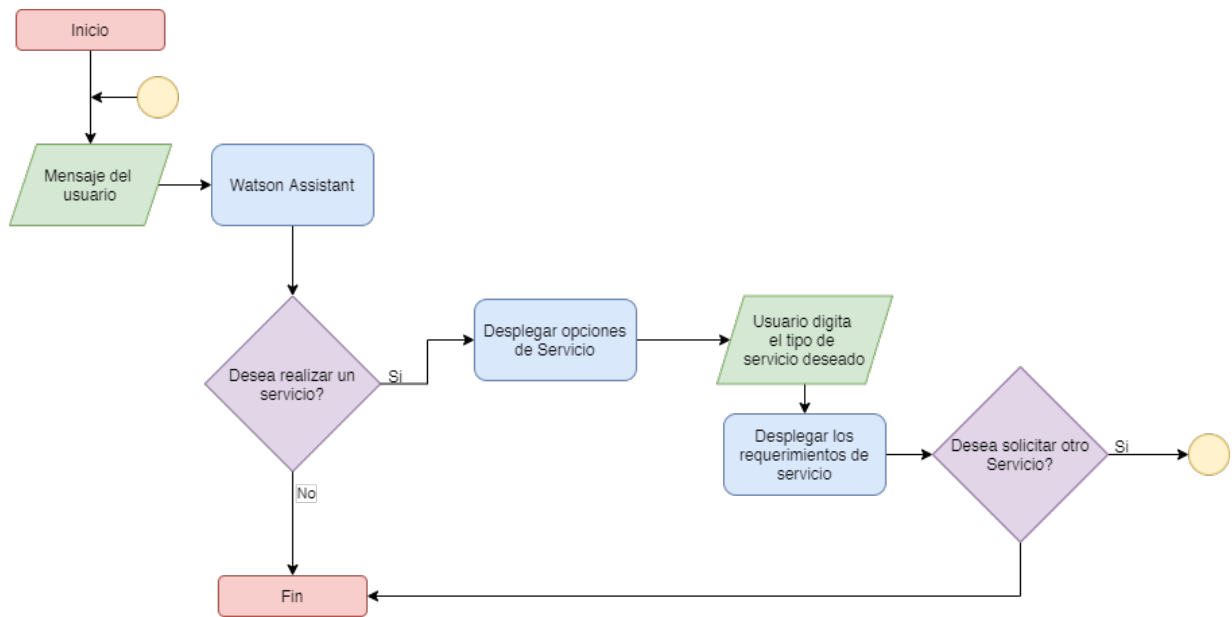 Inicio
Mensaje del
usuario
Watson Assistant
Desea realizar un
servicio?
Si
Desplegar opciones
de Servicio
Usuario digita
el tipo de
servicio deseado
Desplegar los
requerimientos de
servicio
Desea solicitar otro
Servicio?
Si
No
Fin